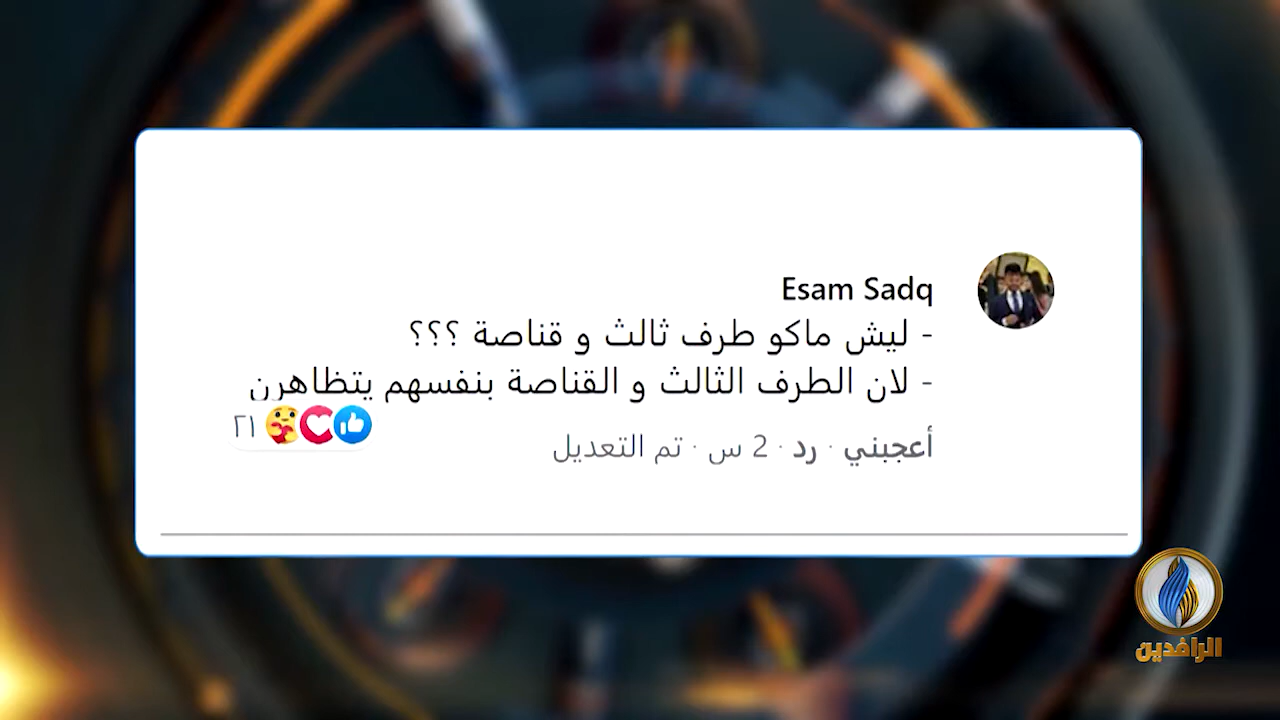 Esam Sadq
- ليش ماكو طرف ثالث و قناصة ؟؟؟
- لان الطرف الثالث و القناصة بنفسهم يتظاهرن
٢١
أعجبني · رد · 2 س · تم التعديل
الرافدين